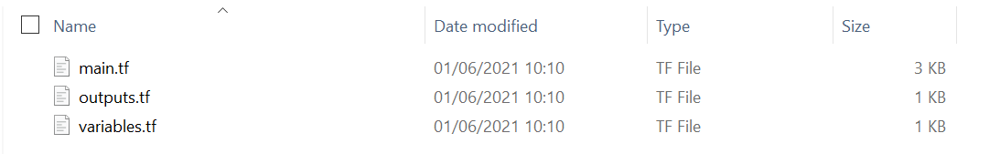 Name Date modified Type Size
main.tf 01/06/2021 10:10 TF File 3 KB
outputs.tf 01/06/2021 10:10 TF File 1 KB
variables.tf 01/06/2021 10:10 TF File 1 KB